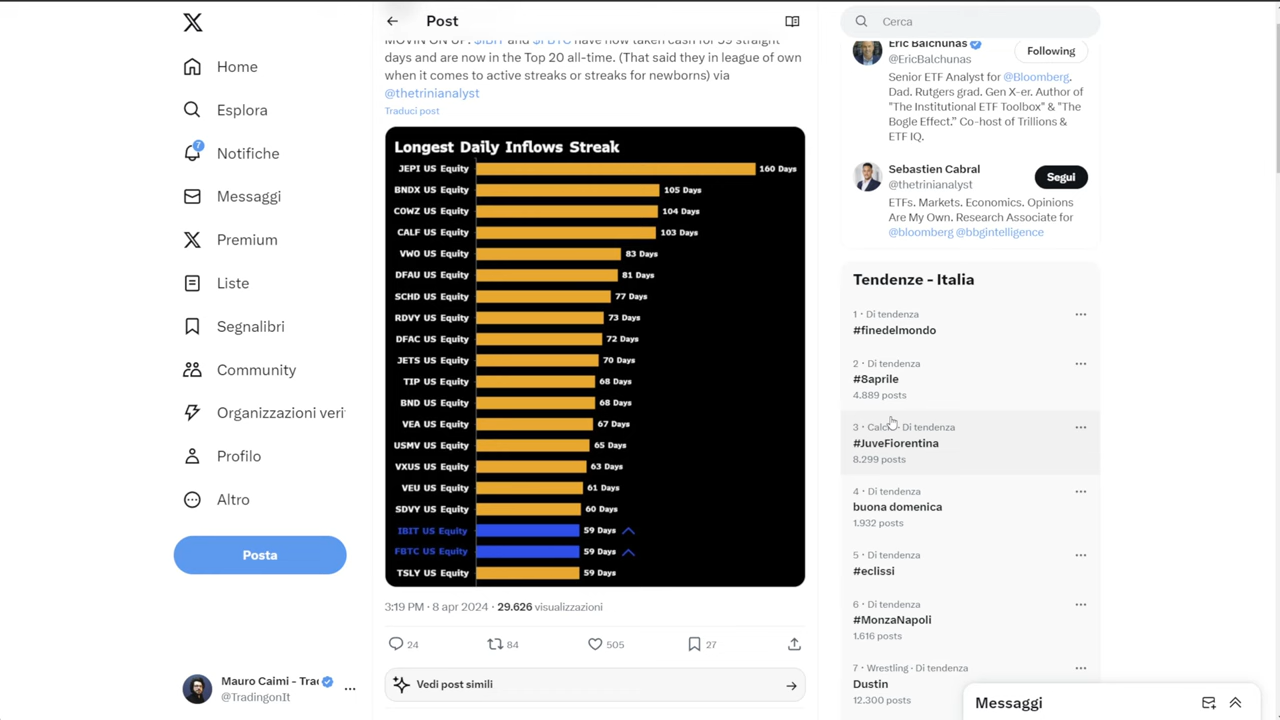 Post
Cerca
Home
Esplora
7
Notifiche
Messaggi
Premium
Liste
Segnalibri
Community
Organizzazioni veri
Profilo
Altro
Posta
Mauro Caimi - Trad
@TradingonIt
MOVIN ON UP: $IBIT and $FBTC have now taken cash for 59 straight
days and are now in the Top 20 all-time. (That said they in league of own
when it comes to active streaks or streaks for newborns) via
@thetrinianalyst
Traduci post
Longest Daily Inflows Streak
JEPI US Equity 160 Days
BNDX US Equity 105 Days
COWZ US Equity 104 Days
CALF US Equity 103 Days
VWO US Equity 83 Days
DFAU US Equity 81 Days
SCHD US Equity 77 Days
RDVY US Equity 73 Days
DFAC US Equity 72 Days
JETS US Equity 70 Days
TIP US Equity 68 Days
BND US Equity 68 Days
VEA US Equity 67 Days
USMV US Equity 65 Days
VXUS US Equity 63 Days
VEU US Equity 61 Days
SDVY US Equity 60 Days
IBIT US Equity 59 Days
FBTC US Equity 59 Days
TSLY US Equity 59 Days
3:19 PM · 8 apr 2024 · 29.626 visualizzazioni
24 84 505 27
Vedi post simili
Eric Balchunas
@EricBalchunas
Following
Senior ETF Analyst for @Bloomberg.
Dad. Rutgers grad. Gen X-er. Author of
"The Institutional ETF Toolbox" & "The
Bogle Effect." Co-host of Trillions &
ETF IQ.
Sebastien Cabral
@thetrinianalyst
Segui
ETFs. Markets. Economics. Opinions
Are My Own. Research Associate for
@bloomberg @bbgintelligence
Tendenze - Italia
1 · Di tendenza
#finedelmondo
2 · Di tendenza
#8aprile
4.889 posts
3 · Calcio · Di tendenza
#JuveFiorentina
8.299 posts
4 · Di tendenza
buona domenica
1.932 posts
5 · Di tendenza
#eclissi
6 · Di tendenza
#MonzaNapoli
1.616 posts
7 · Wrestling · Di tendenza
Dustin
12.300 posts
Messaggi